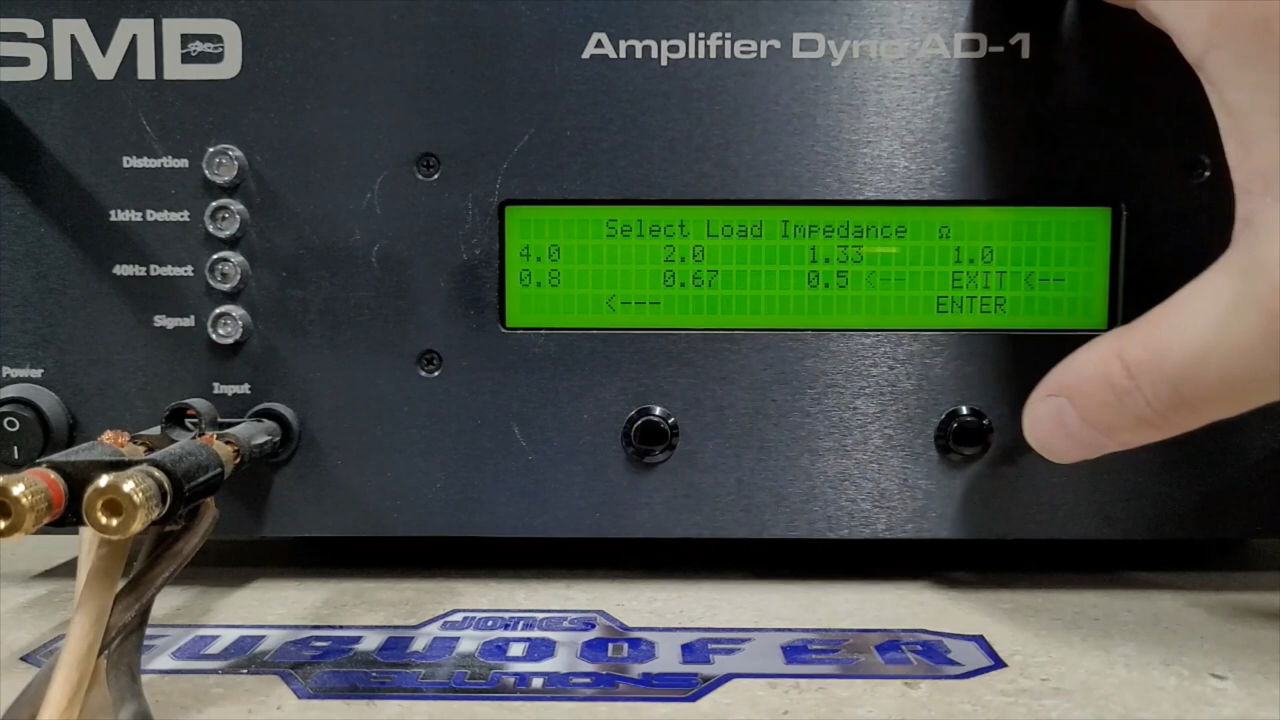 SMD
Amplifier Dyno AD-1
Distortion
1kHz Detect
40Hz Detect
Signal
Power
O
I
Input
Select Load Impedance Ω
4.0 2.0 1.33 1.0
0.8 0.67 0.5 <-- EXIT <--
<--- ENTER
JONES
SUBWOOFER
SOLUTIONS